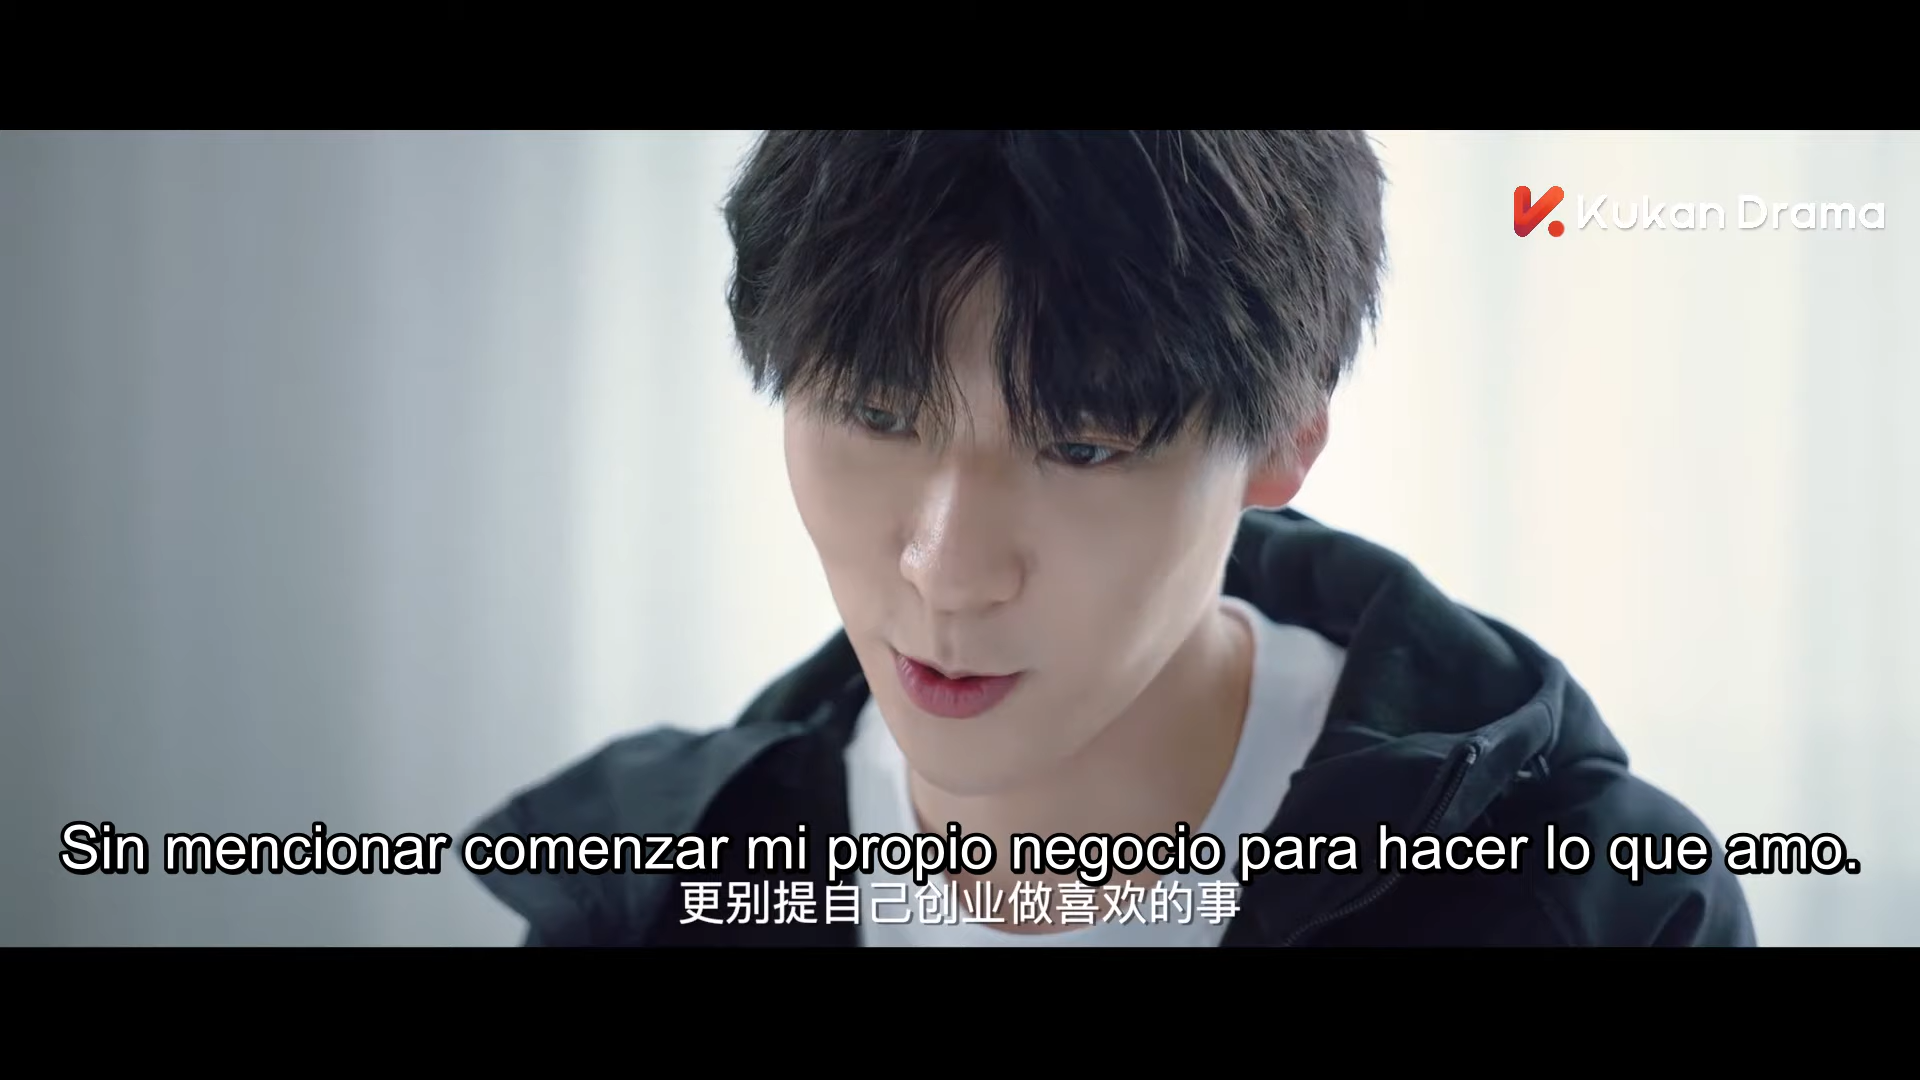 Kukan Drama
Sin mencionar comenzar mi propio negocio para hacer lo que amo.
更别提自己创业做喜欢的事